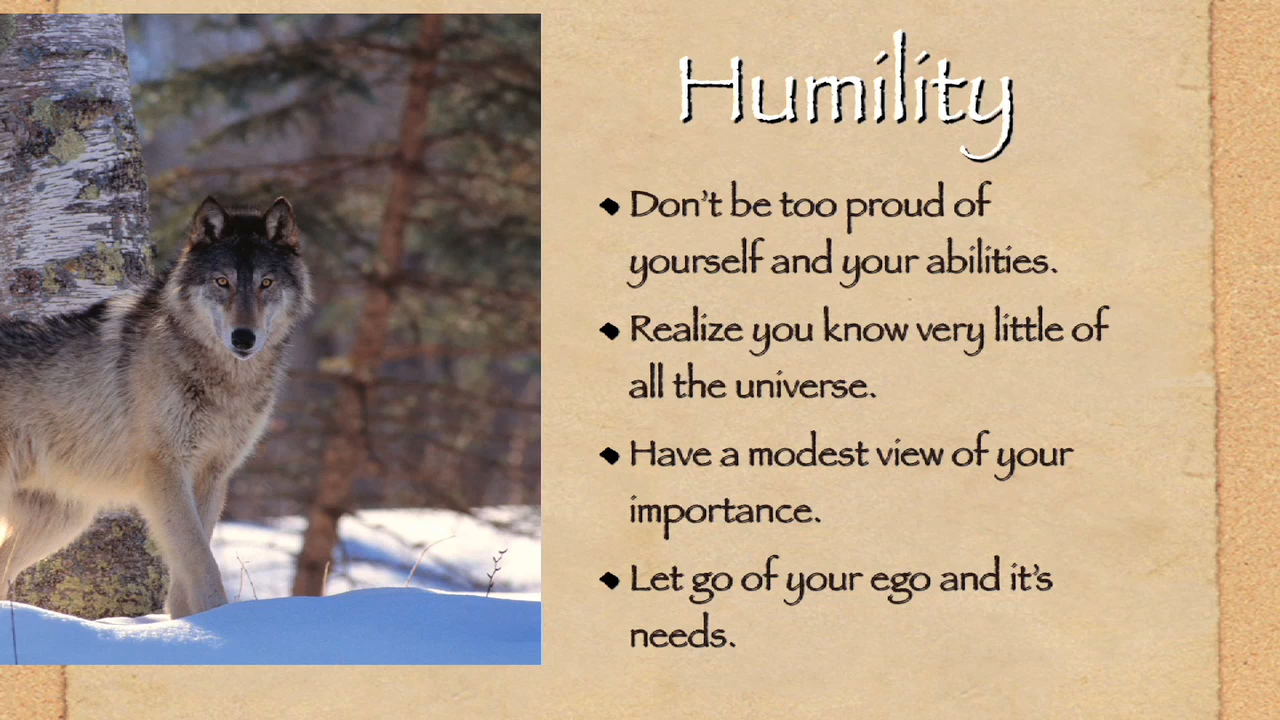 Humility
◆ Don’t be too proud of
yourself and your abilities.
◆ Realize you know very little of
all the universe.
◆ Have a modest view of your
importance.
◆ Let go of your ego and it’s
needs.